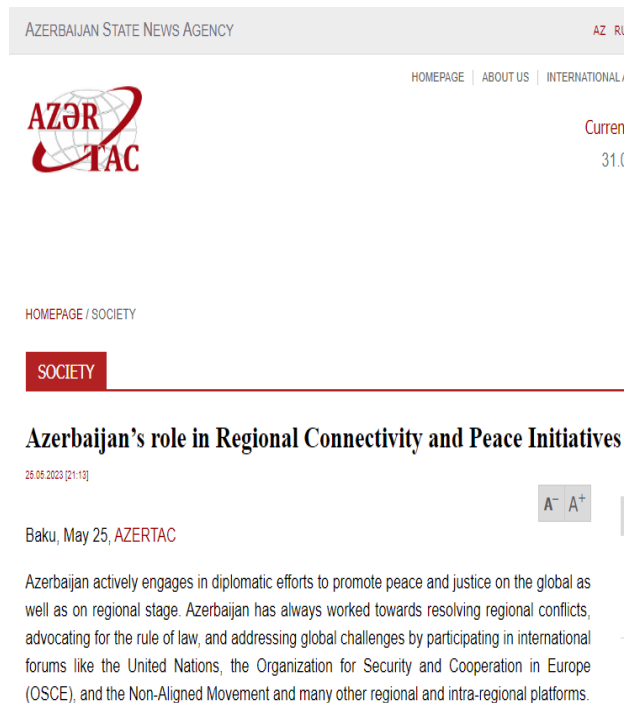 AZERBAIJAN STATE NEWS AGENCY
AZ
HOMEPAGE | ABOUT US | INTERNATIONAL
AZƏR
TAC
31.0
HOMEPAGE / SOCIETY
SOCIETY
Azerbaijan’s role in Regional Connectivity and Peace Initiatives
25.05.2023 [21:13]
A− A+
Baku, May 25, AZERTAC
Azerbaijan actively engages in diplomatic efforts to promote peace and justice on the global as
well as on regional stage. Azerbaijan has always worked towards resolving regional conflicts,
advocating for the rule of law, and addressing global challenges by participating in international
forums like the United Nations, the Organization for Security and Cooperation in Europe
(OSCE), and the Non-Aligned Movement and many other regional and intra-regional platforms.